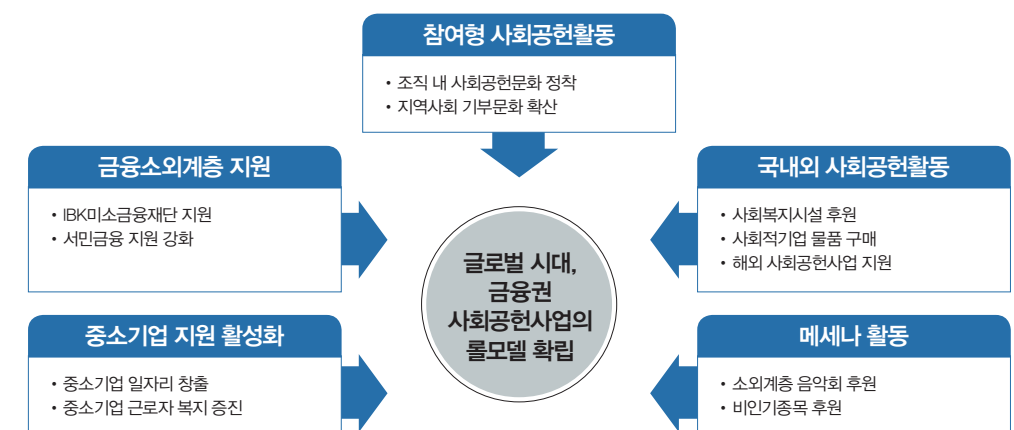 참여형 사회공헌활동
• 조직 내 사회공헌문화 정착
• 지역사회 기부문화 확산
금융소외계층 지원
• IBK미소금융재단 지원
• 서민금융 지원 강화
국내외 사회공헌활동
• 사회복지시설 후원
• 사회적기업 물품 구매
• 해외 사회공헌사업 지원
글로벌 시대,
금융권
사회공헌사업의
롤모델 확립
중소기업 지원 활성화
• 중소기업 일자리 창출
• 중소기업 근로자 복지 증진
메세나 활동
• 소외계층 음악회 후원
• 비인기종목 후원